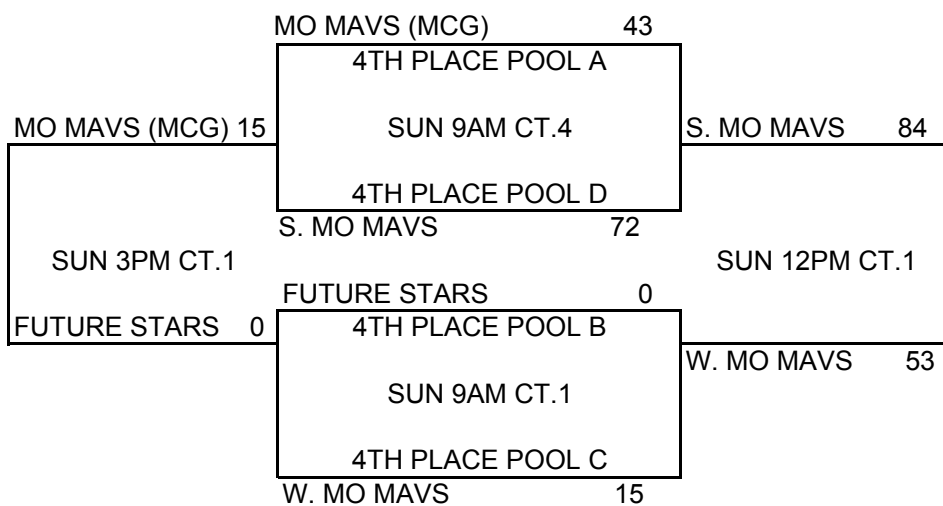 MO MAVS (MCG) 43
4TH PLACE POOL A
MO MAVS (MCG) 15 SUN 9AM CT.4 S. MO MAVS 84
4TH PLACE POOL D
S. MO MAVS 72
SUN 3PM CT.1 SUN 12PM CT.1
FUTURE STARS 0
FUTURE STARS 0 4TH PLACE POOL B
W. MO MAVS 53
SUN 9AM CT.1
4TH PLACE POOL C
W. MO MAVS 15